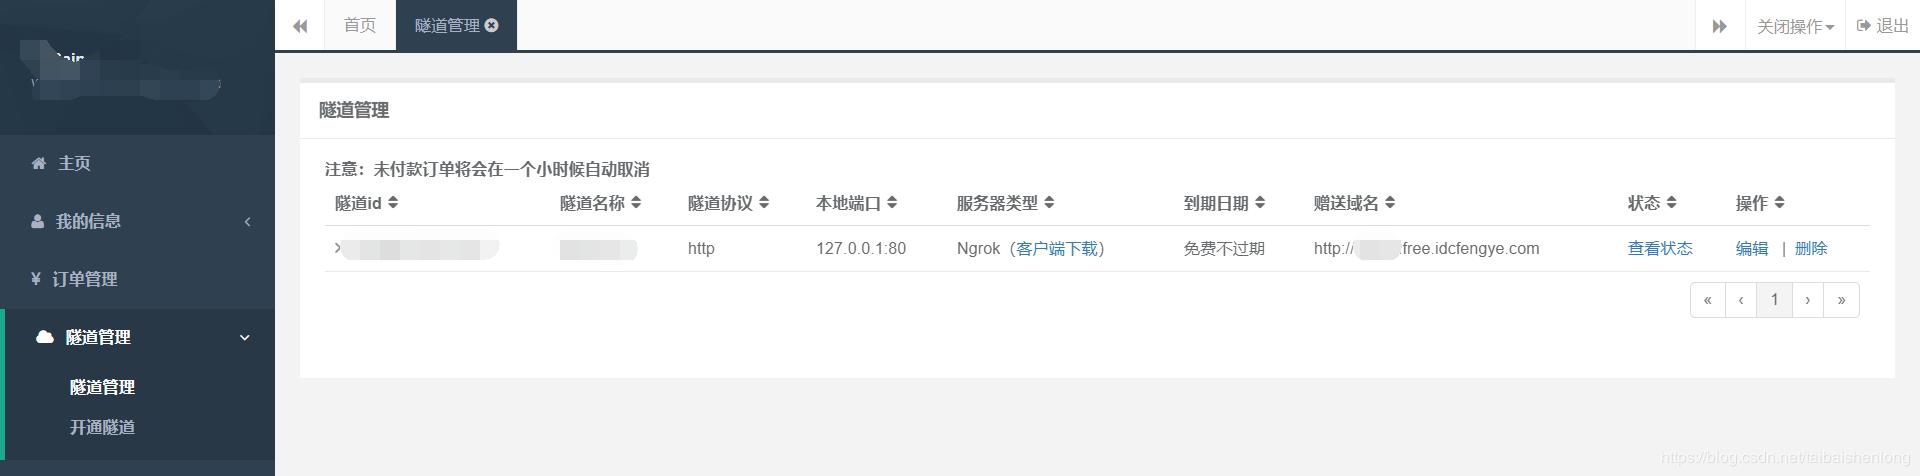 首页
隧道管理
关闭操作
退出
主页
我的信息
¥ 订单管理
隧道管理
隧道管理
开通隧道
隧道管理
注意：未付款订单将会在一个小时候自动取消
隧道id 隧道名称 隧道协议 本地端口 服务器类型 到期日期 赠送域名 状态 操作
http 127.0.0.1:80 Ngrok（客户端下载） 免费不过期 http:// .free.idcfengye.com 查看状态 编辑 | 删除
« ‹ 1 › »
https://blog.csdn.net/taibaishenlong